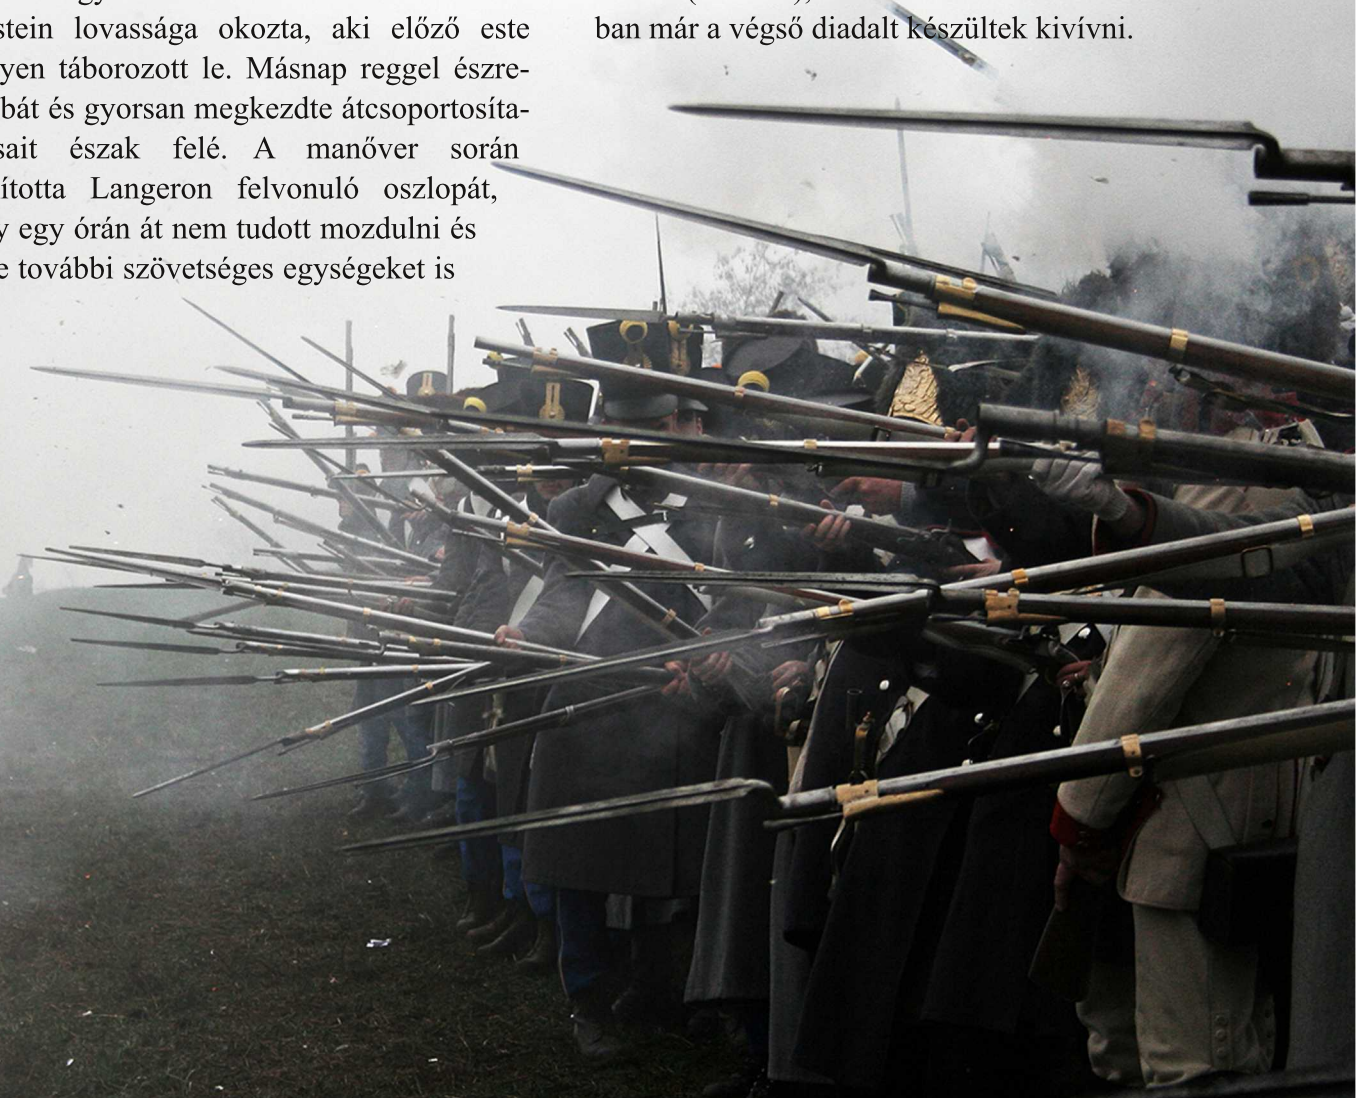 stein lovassága okozta, aki előző este
yen táborozott le. Másnap reggel észre-
bát és gyorsan megkezdte átcsoportosíta-
sait észak felé. A manőver során
ította Langeron felvonuló oszlopát,
y egy órán át nem tudott mozdulni és
e további szövetséges egységeket is
ban már a végső diadalt készültek kivívni.